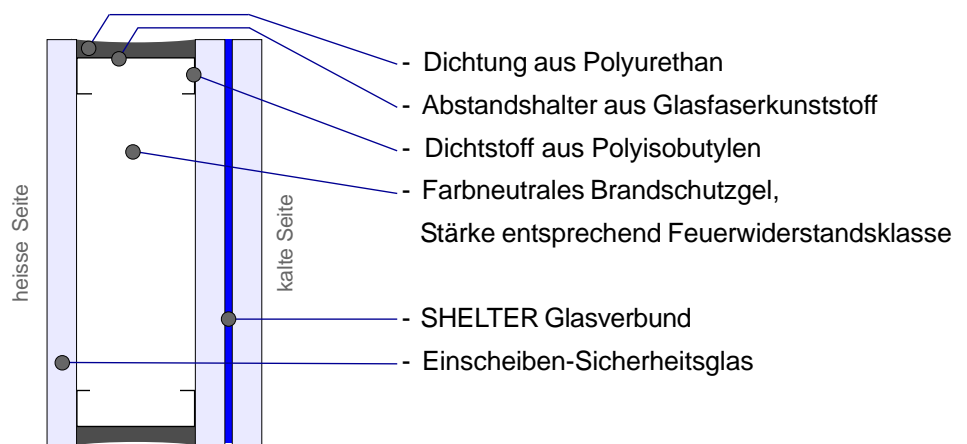 - Dichtung aus Polyurethan
- Abstandshalter aus Glasfaserkunststoff
- Dichtstoff aus Polyisobutylen
- Farbneutrales Brandschutzgel,
Stärke entsprechend Feuerwiderstandsklasse
heisse Seite
kalte Seite
- SHELTER Glasverbund
- Einscheiben-Sicherheitsglas